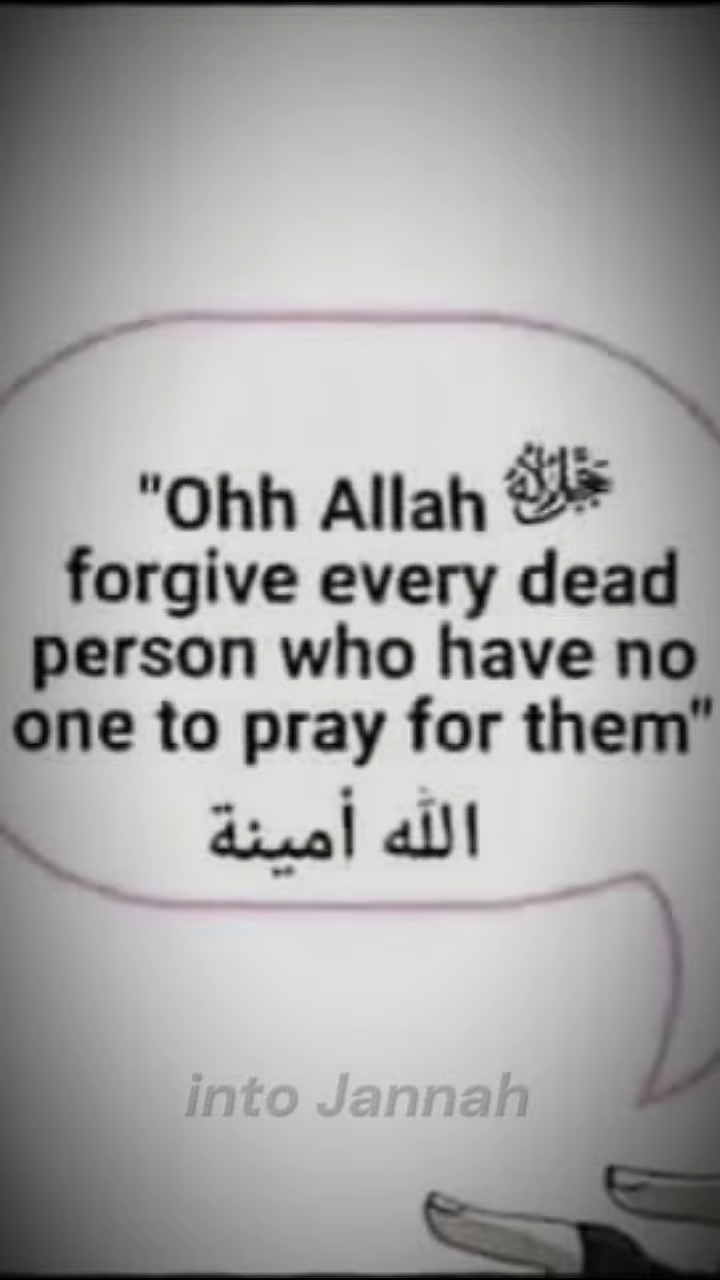 "Ohh Allah ﷻ
forgive every dead
person who have no
one to pray for them"
الله أمينة
into Jannah